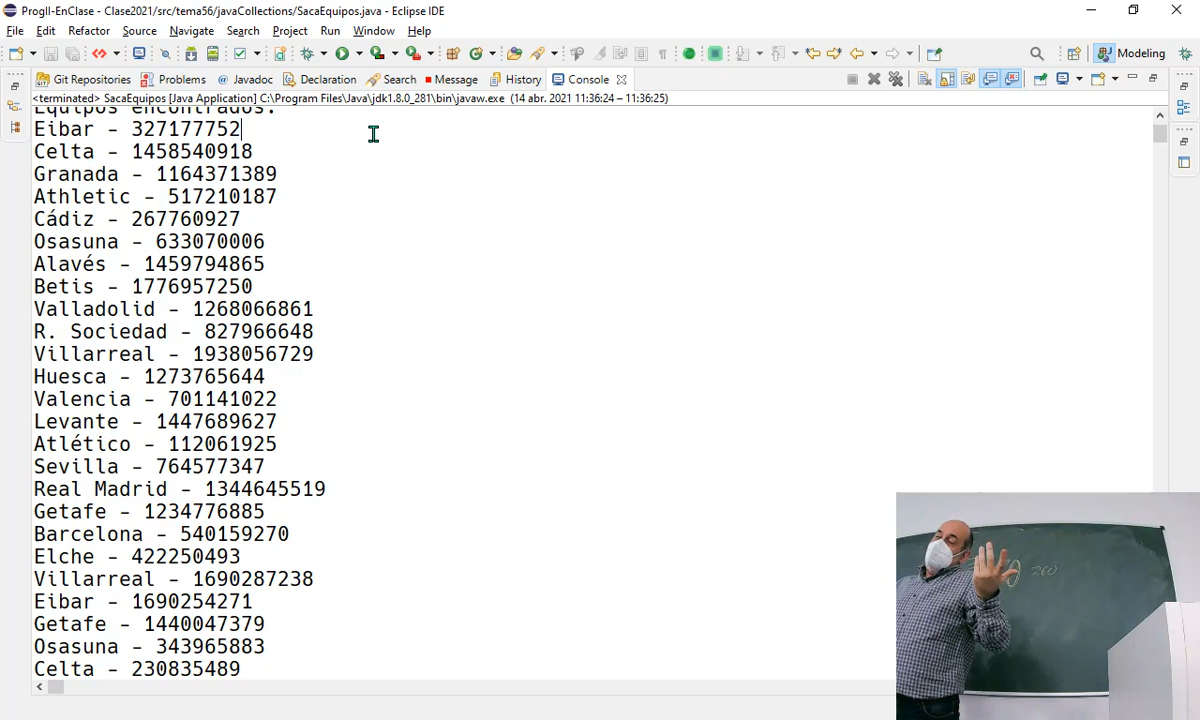 ProgII-EnClase - Clase2021/src/tema56/javaCollections/SacaEquipos.java - Eclipse IDE
File Edit Refactor Source Navigate Search Project Run Window Help
Modeling
Git Repositories Problems Javadoc Declaration Search Message History Console
<terminated> SacaEquipos [Java Application] C:\Program Files\Java\jdk1.8.0_281\bin\javaw.exe (14 abr. 2021 11:36:24 – 11:36:25)
Equipos encontrados:
Eibar - 327177752
Celta - 1458540918
Granada - 1164371389
Athletic - 517210187
Cádiz - 267760927
Osasuna - 633070006
Alavés - 1459794865
Betis - 1776957250
Valladolid - 1268066861
R. Sociedad - 827966648
Villarreal - 1938056729
Huesca - 1273765644
Valencia - 701141022
Levante - 1447689627
Atlético - 112061925
Sevilla - 764577347
Real Madrid - 1344645519
Getafe - 1234776885
Barcelona - 540159270
Elche - 422250493
Villarreal - 1690287238
Eibar - 1690254271
Getafe - 1440047379
Osasuna - 343965883
Celta - 230835489